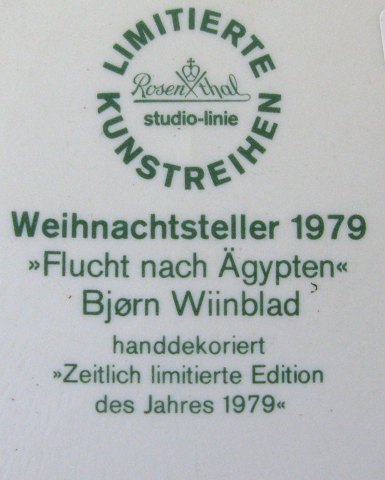 LIMITIERTE
KUNSTREIHEN
Rosenthal
studio-linie
Weihnachtsteller 1979
»Flucht nach Ägypten«
Bjørn Wiinblad
handdekoriert
»Zeitlich limitierte Edition
des Jahres 1979«